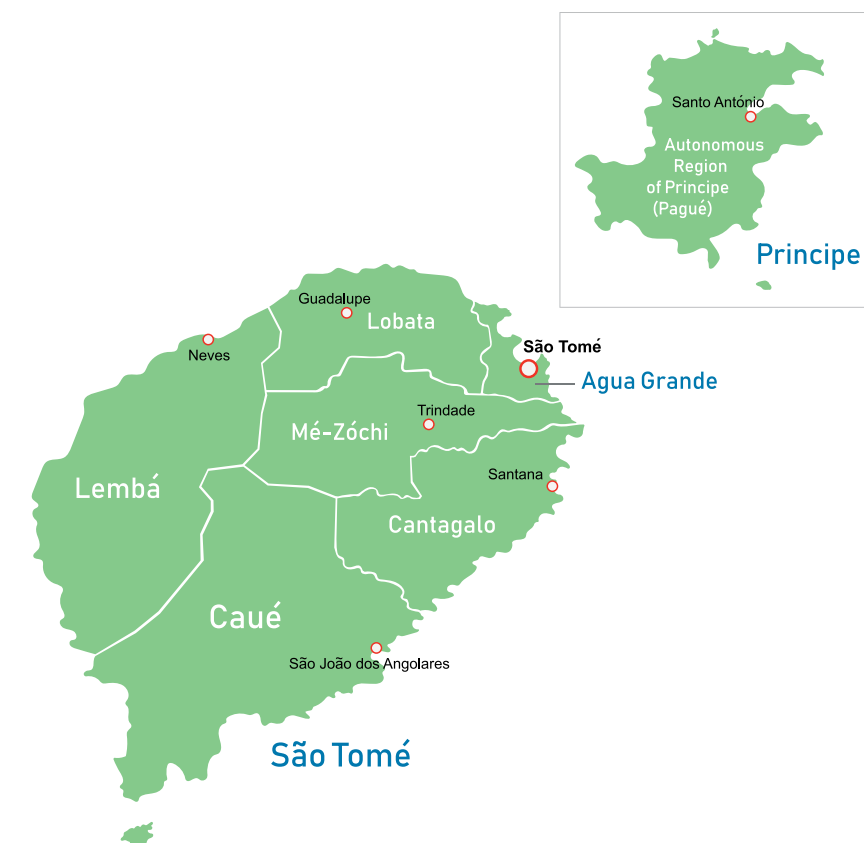 Santo António
Autonomous
Region
of Principe
(Pagué)
Principe
Guadalupe
Lobata
Neves
São Tomé
Agua Grande
Trindade
Mé-Zóchi
Santana
Lembá
Cantagalo
Caué
São João dos Angolares
São Tomé